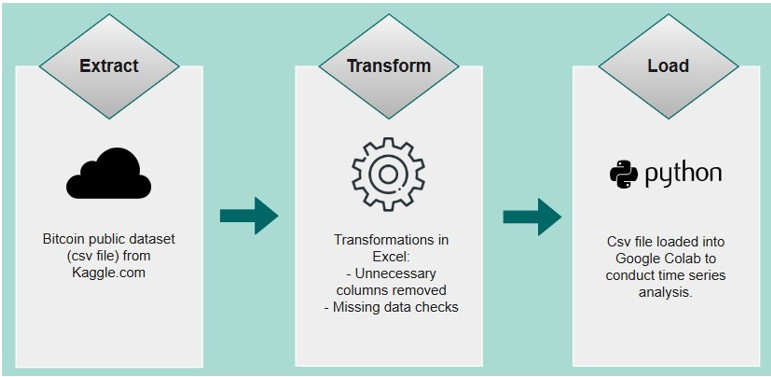 Extract
Transform
Load
python
Bitcoin public dataset
(csv file) from
Kaggle.com
Transformations in
Excel:
- Unnecessary
columns removed
- Missing data checks
Csv file loaded into
Google Colab to
conduct time series
analysis.